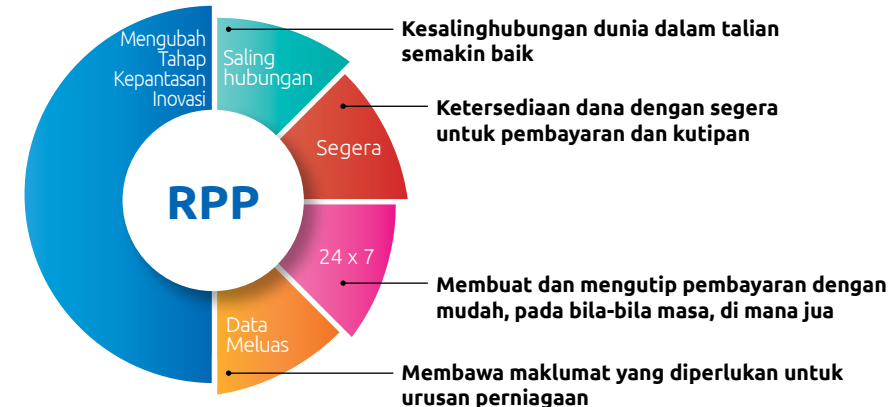 Mengubah
Tahap
Kepantasan
Inovasi
Saling
hubungan
Kesalinghubungan dunia dalam talian
semakin baik
Segera
Ketersediaan dana dengan segera
untuk pembayaran dan kutipan
RPP
24 x 7
Membuat dan mengutip pembayaran dengan
mudah, pada bila-bila masa, di mana jua
Data
Meluas
Membawa maklumat yang diperlukan untuk
urusan perniagaan